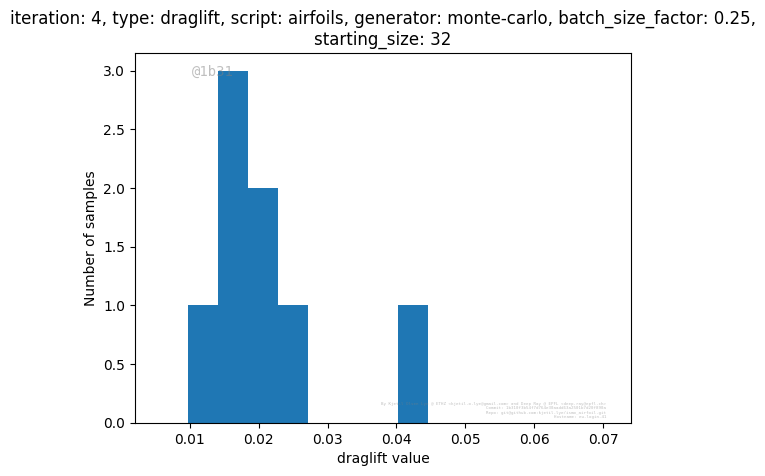 iteration: 4, type: draglift, script: airfoils, generator: monte-carlo, batch_size_factor: 0.25,
starting_size: 32
@1b31
3.0
2.5
2.0
1.5
1.0
0.5
0.0
Number of samples
0.01 0.02 0.03 0.04 0.05 0.06 0.07
draglift value